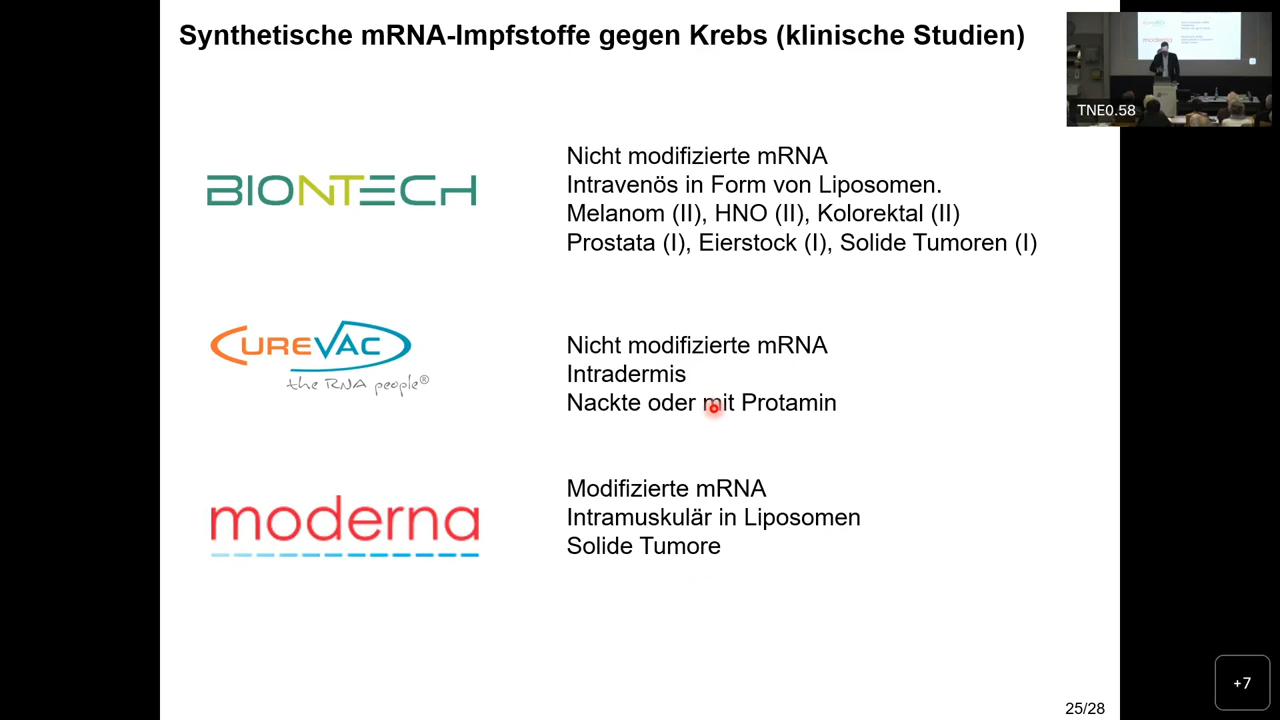 Synthetische mRNA-Impfstoffe gegen Krebs (klinische Studien)
TNE0.58
BIONTECH
Nicht modifizierte mRNA
Intravenös in Form von Liposomen.
Melanom (II), HNO (II), Kolorektal (II)
Prostata (I), Eierstock (I), Solide Tumoren (I)
CUREVAC
the RNA people®
Nicht modifizierte mRNA
Intradermis
Nackte oder mit Protamin
moderna
Modifizierte mRNA
Intramuskulär in Liposomen
Solide Tumore
+7
25/28